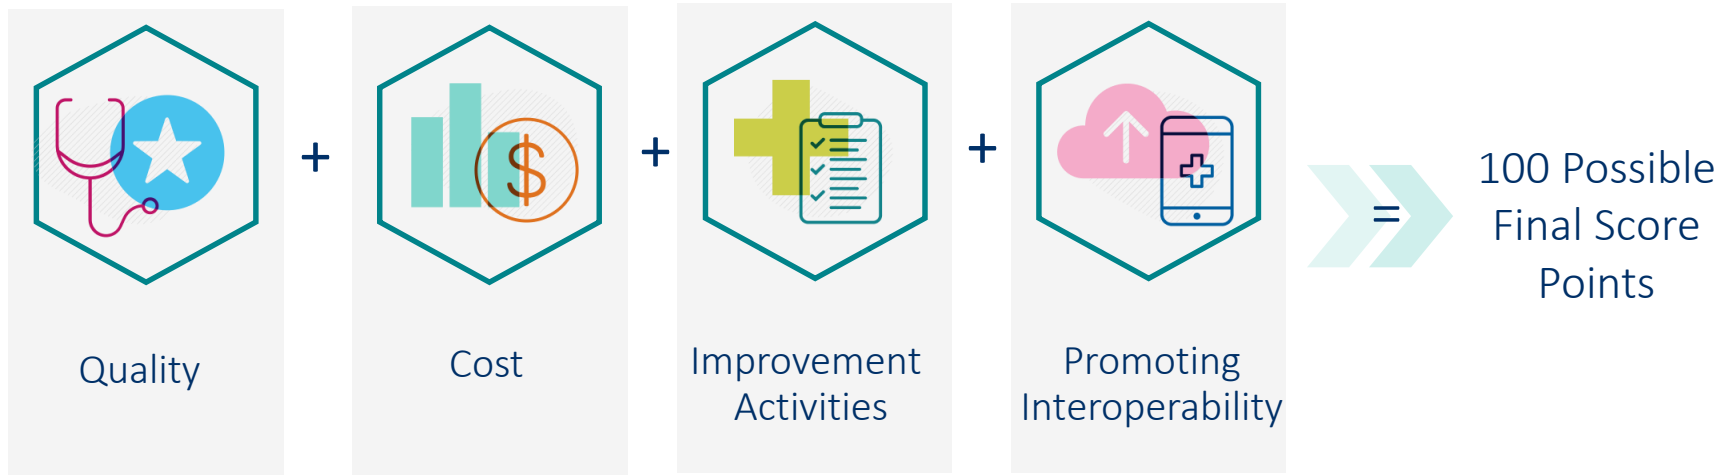 Quality
+
Cost
+
Improvement
Activities
+
Promoting
Interoperability
=
100 Possible
Final Score
Points
$